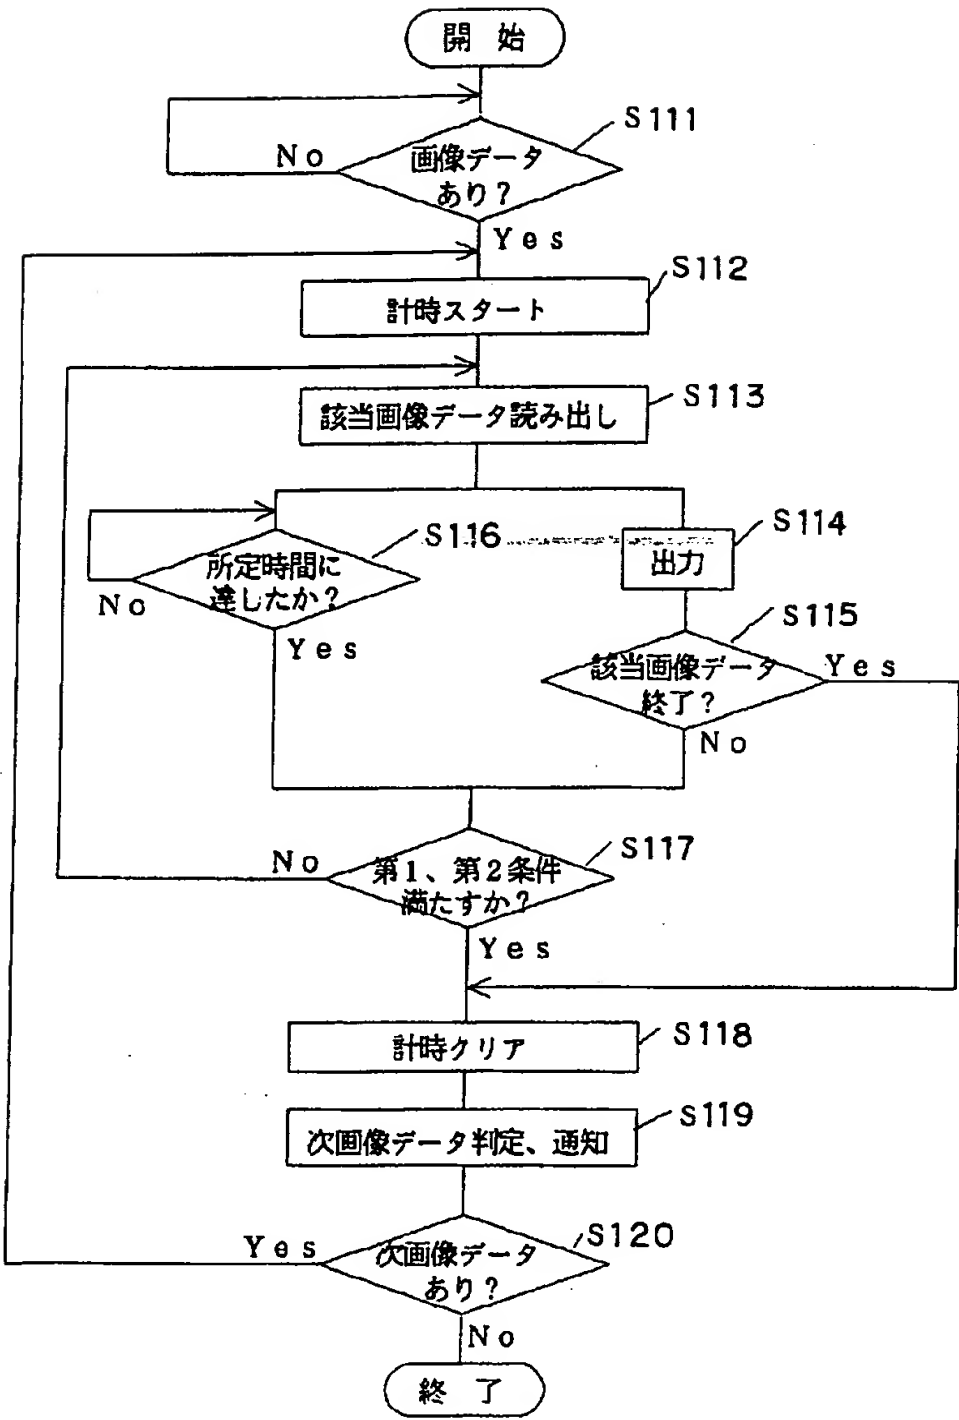 開 始
S111
No
画像データ
あり?
Yes
S112
計時スタート
S113
該当画像データ読み出し
S116
所定時間に
達したか?
No
Yes
S114
出力
S115
該当画像データ
終了?
Yes
No
S117
No
第1、第2条件
満たすか?
Yes
S118
計時クリア
S119
次画像データ判定、通知
S120
Yes
次画像データ
あり?
No
終 了